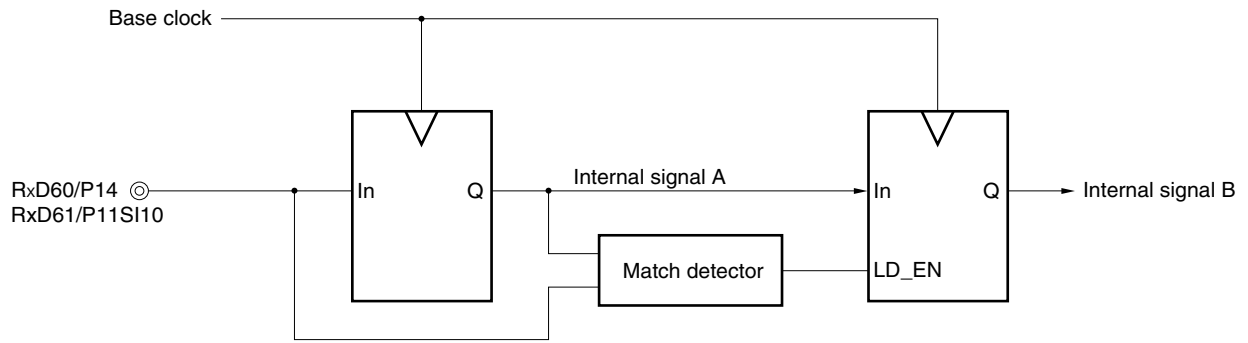 Base clock
RxD60/P14
RxD61/P11SI10
In
Q
Internal signal A
In
Q
Internal signal B
Match detector
LD_EN